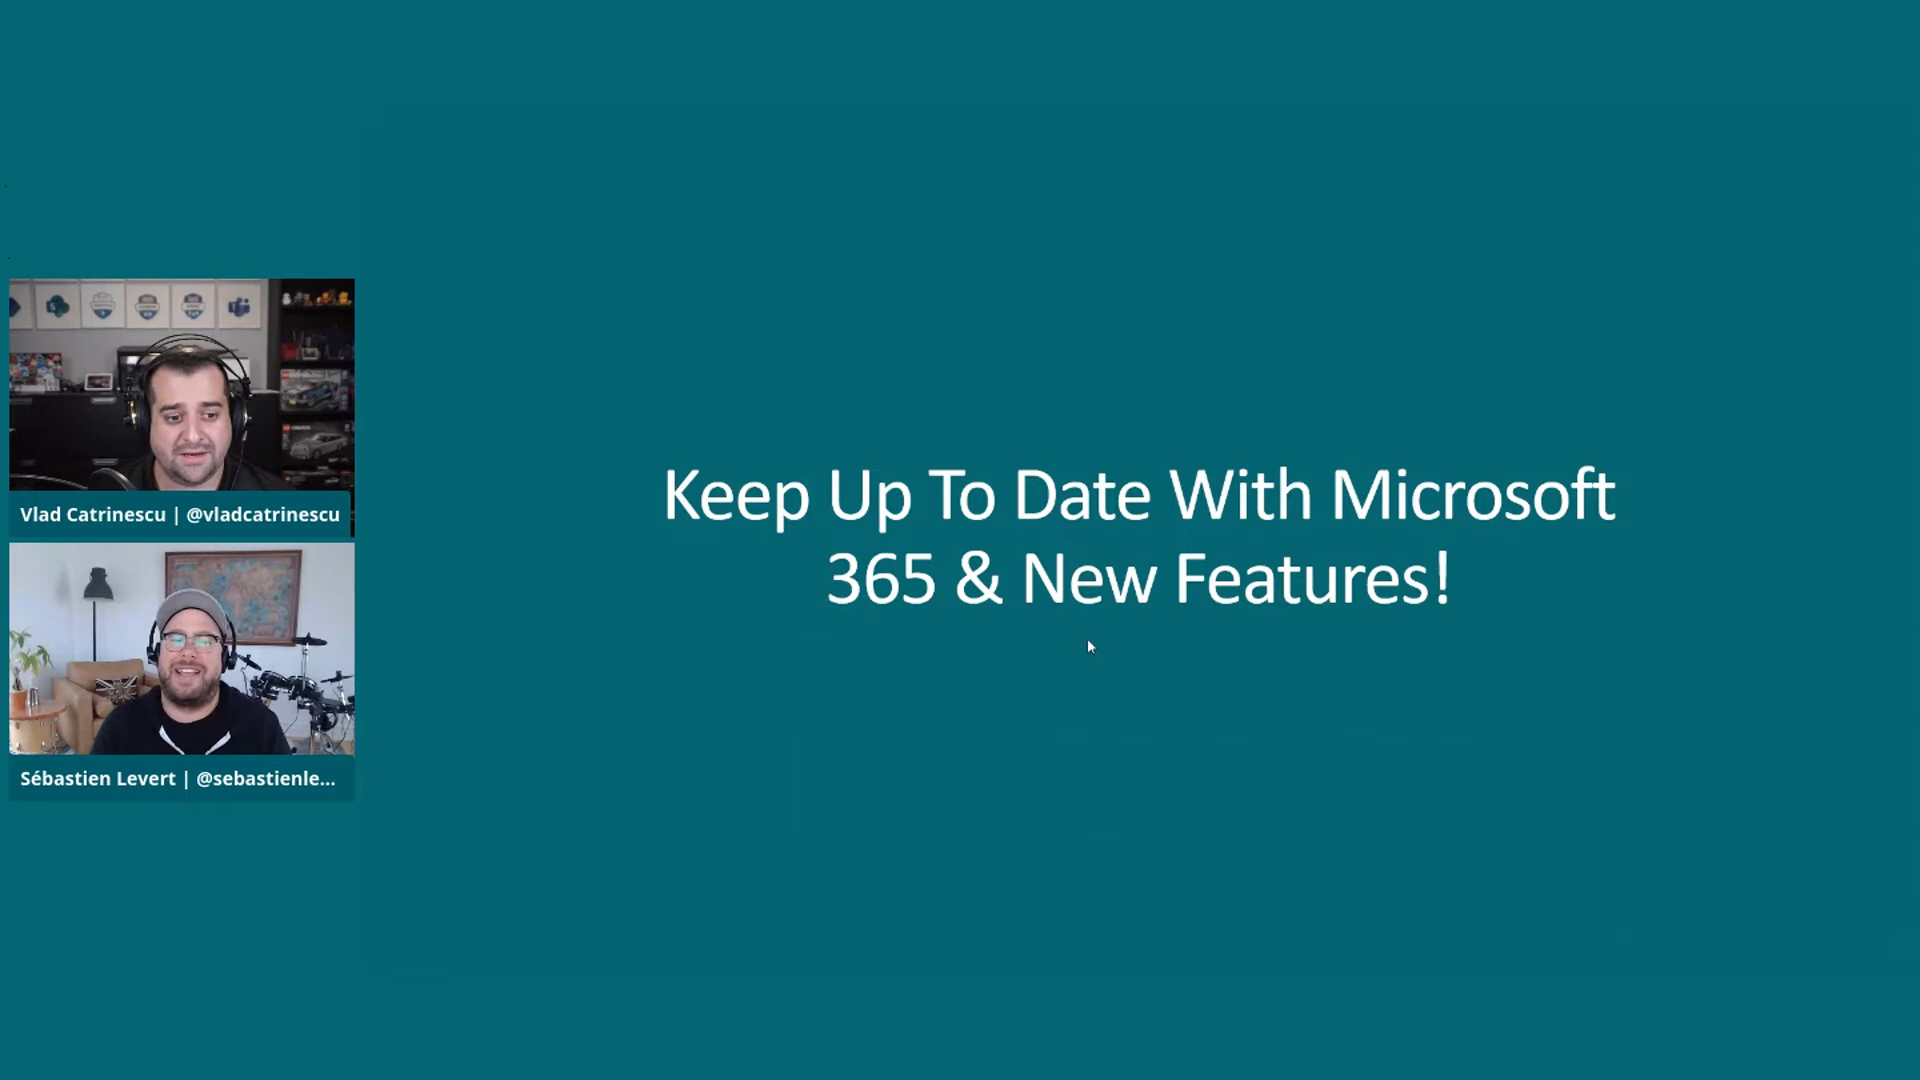 Vlad Catrinescu | @vladcatrinescu
Sébastien Levert | @sebastienle...
Keep Up To Date With Microsoft
365 & New Features!